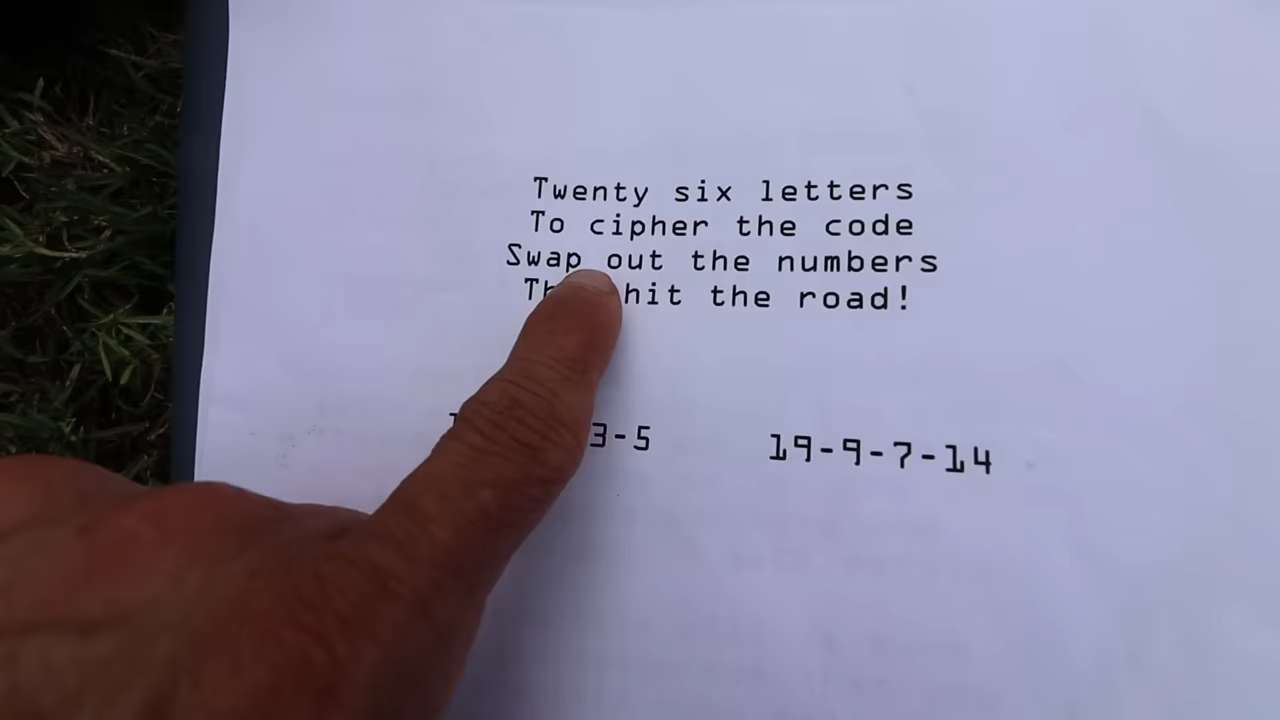 Twenty six letters
To cipher the code
Swap out the numbers
hit the road!
3-5 19-9-7-14